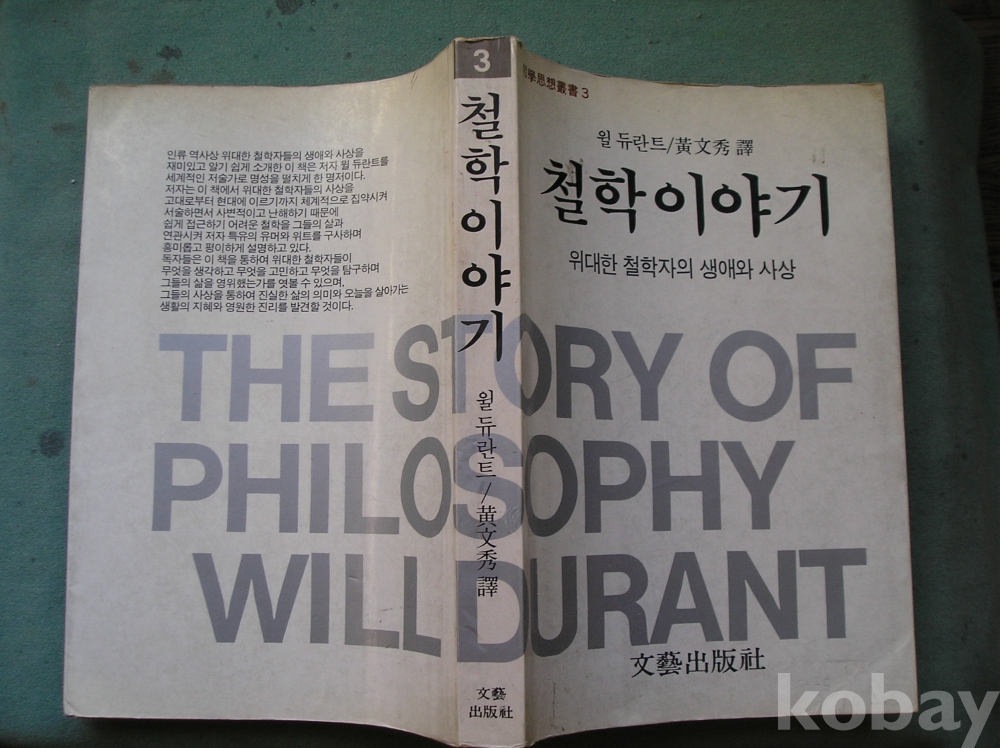 인류 역사상 위대한 철학자들의 생애와 사상을
재미있고 알기 쉽게 소개한 이 책은 저자 윌 듀란트를
세계적인 저술가로 명성을 떨치게 한 명저이다.
저자는 이 책에서 위대한 철학자들의 사상을
고대로부터 현대에 이르기까지 체계적으로 집약시켜
서술하면서 사변적이고 난해하기 때문에
쉽게 접근하기 어려운 철학을 그들의 삶과
연관시켜 저자 특유의 유머와 위트를 구사하며
흥미롭고 평이하게 설명하고 있다.
독자들은 이 책을 통하여 위대한 철학자들이
무엇을 생각하고 무엇을 고민하고 무엇을 탐구하며
그들의 삶을 영위했는가를 엿볼 수 있으며,
그들의 사상을 통하여 진실한 삶의 의미와 오늘을 살아가는
생활의 지혜와 영원한 진리를 발견할 것이다.
3
철학이야기
윌 듀란트/黃文秀 譯
文藝
出版社
學思想叢書 3
윌 듀란트/黃文秀 譯
철학이야기
위대한 철학자의 생애와 사상
THE STORY OF
PHILOSOPHY
WILL DURANT
文藝出版社
kobay